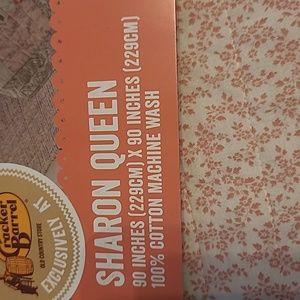 SHARON QUEEN
90 INCHES (229CM) X 90 INCHES (229CM)
100% COTTON MACHINE WASH
EXCLUSIVELY AT
Cracker
Barrel
OLD COUNTRY STORE